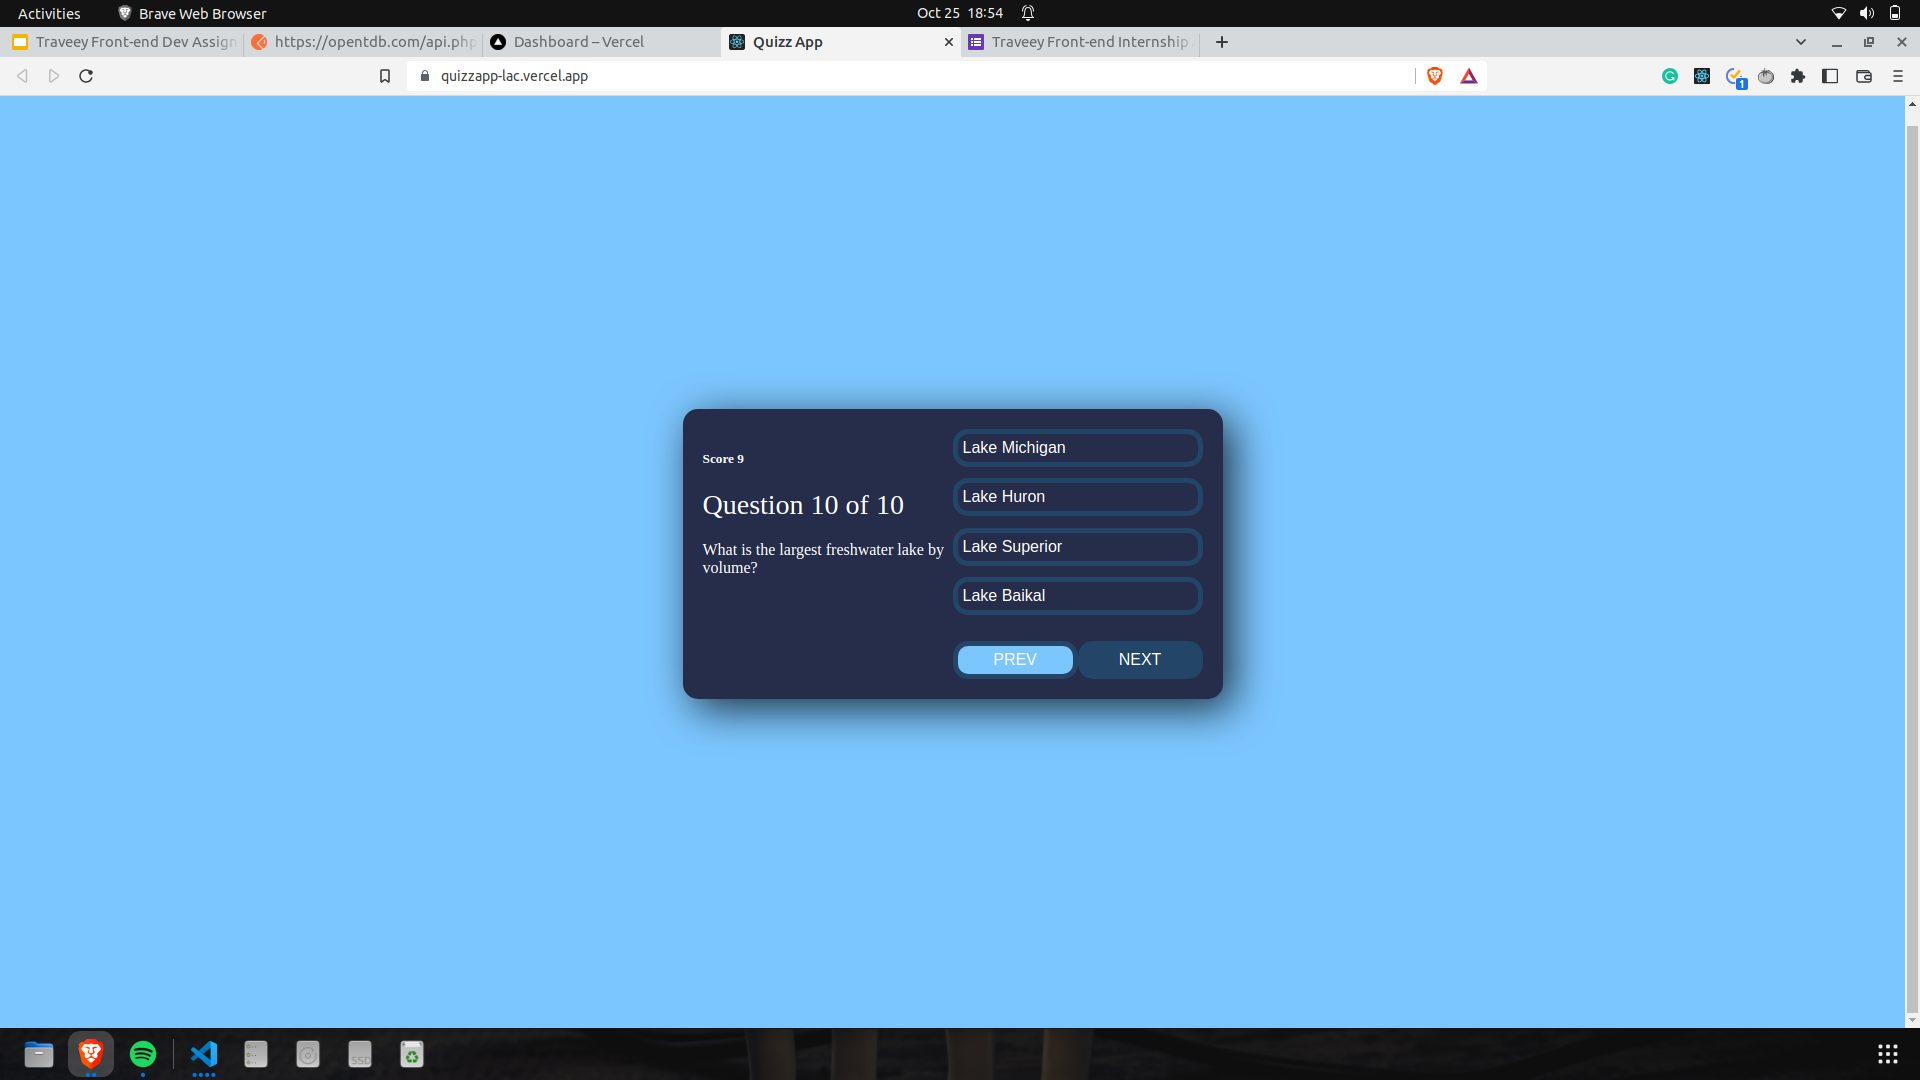 Activities
Brave Web Browser
Oct 25 18:54
Traveey Front-end Dev Assign
https://opentdb.com/api.php
Dashboard – Vercel
Quizz App
Traveey Front-end Internship
quizzapp-lac.vercel.app
1
Score 9
Question 10 of 10
What is the largest freshwater lake by
volume?
Lake Michigan
Lake Huron
Lake Superior
Lake Baikal
PREV
NEXT
SSD